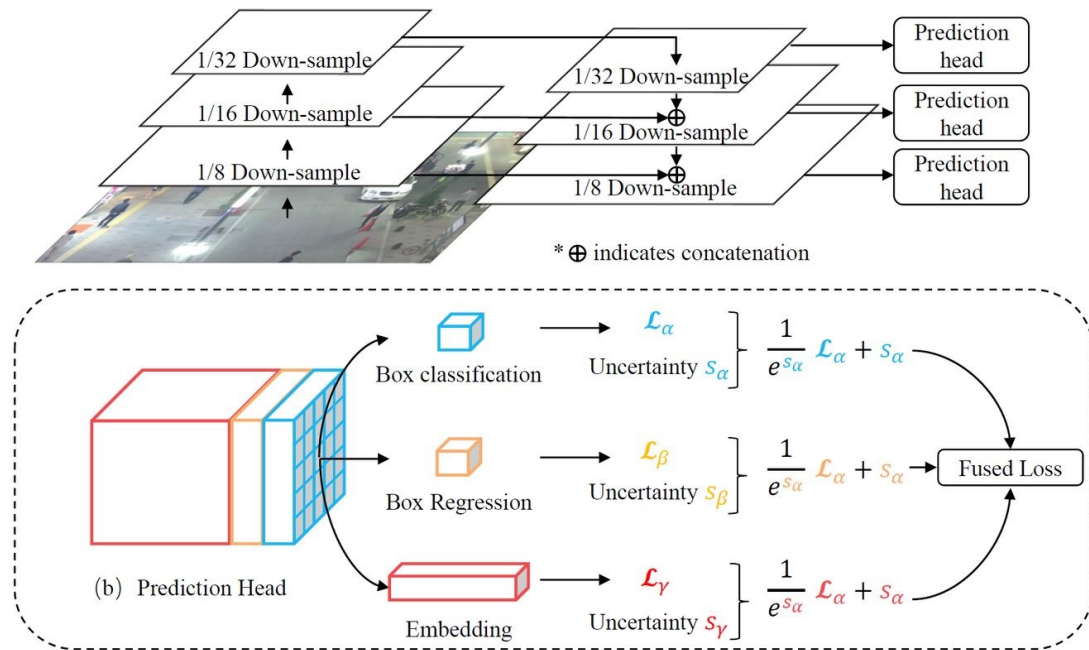 1/32 Down-sample
1/16 Down-sample
1/8 Down-sample
1/32 Down-sample
⊕
1/16 Down-sample
⊕
1/8 Down-sample
Prediction
head
Prediction
head
Prediction
head
* ⊕ indicates concatenation
Box classification
ℒα
Uncertainty sα
1/e^sα ℒα + sα
Box Regression
ℒβ
Uncertainty sβ
1/e^sα ℒα + sα
Embedding
ℒγ
Uncertainty sγ
1/e^sα ℒα + sα
Fused Loss
(b) Prediction Head